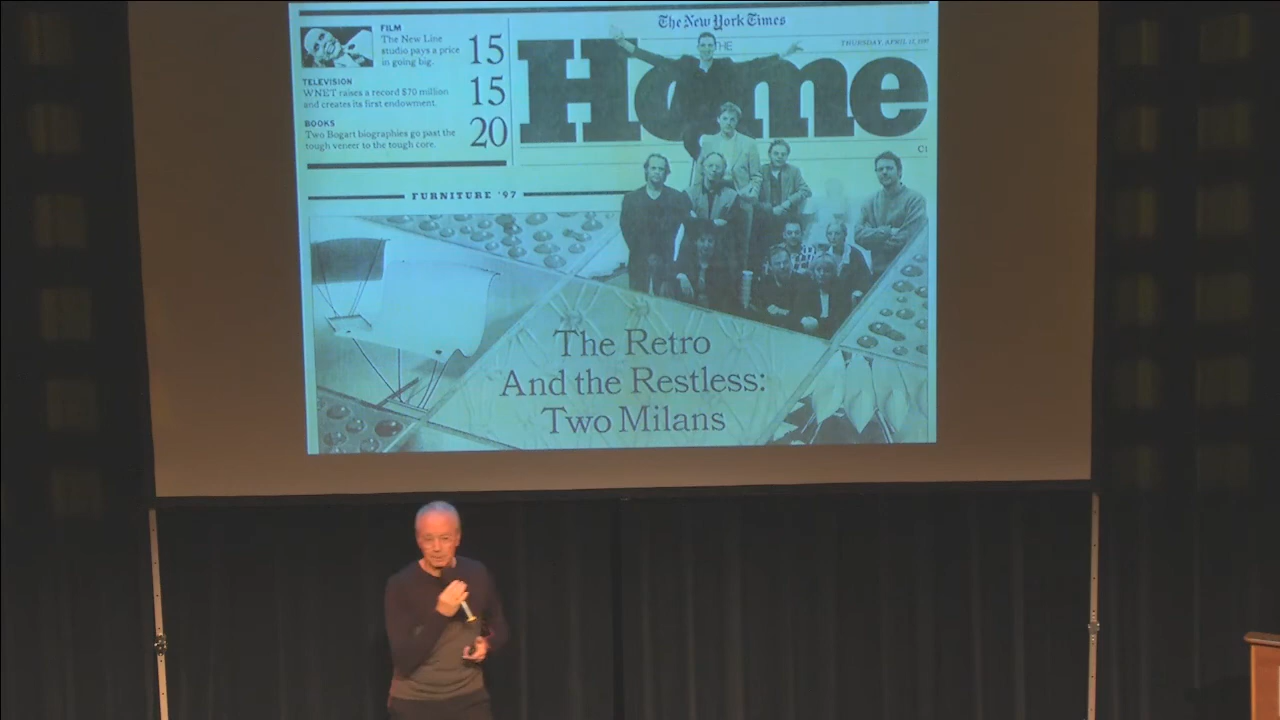 FILM
The New Line
studio pays a price
in going big.
15
TELEVISION
WNET raises a record $70 million
and creates its first endowment.
15
BOOKS
Two Bogart biographies go past the
tough veneer to the tough core.
20
The New York Times
THE
THURSDAY, APRIL
Home
C1
FURNITURE '97
The Retro
And the Restless:
Two Milans